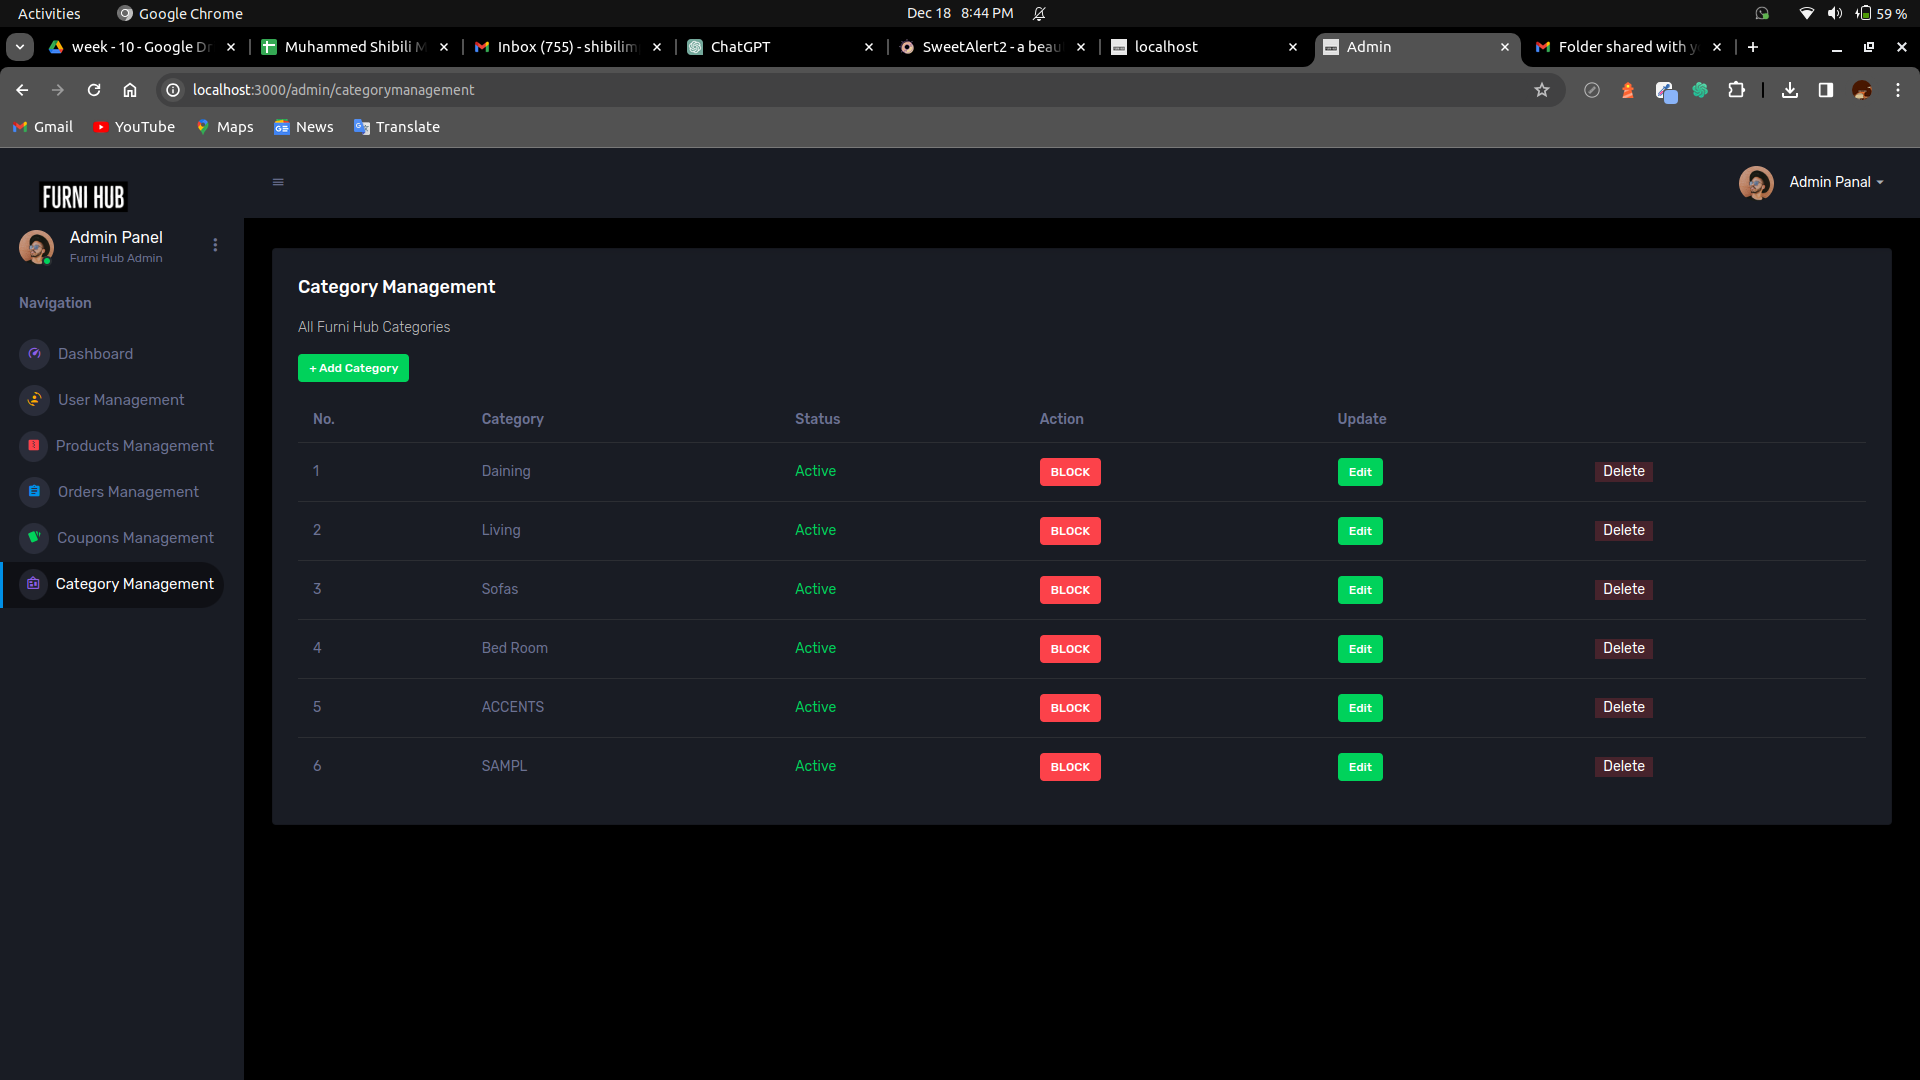 Activities Google Chrome Dec 18 8:44 PM 59 %
week - 10 - Google Dr Muhammed Shibili M Inbox (755) - shibilim ChatGPT SweetAlert2 - a beau localhost Admin Folder shared with y
localhost:3000/admin/categorymanagement
Gmail YouTube Maps News Translate
FURNI HUB
Admin Panel
Furni Hub Admin
Navigation
Dashboard
User Management
Products Management
Orders Management
Coupons Management
Category Management
Admin Panal
Category Management
All Furni Hub Categories
+ Add Category
No. Category Status Action Update
1 Daining Active BLOCK Edit Delete
2 Living Active BLOCK Edit Delete
3 Sofas Active BLOCK Edit Delete
4 Bed Room Active BLOCK Edit Delete
5 ACCENTS Active BLOCK Edit Delete
6 SAMPL Active BLOCK Edit Delete